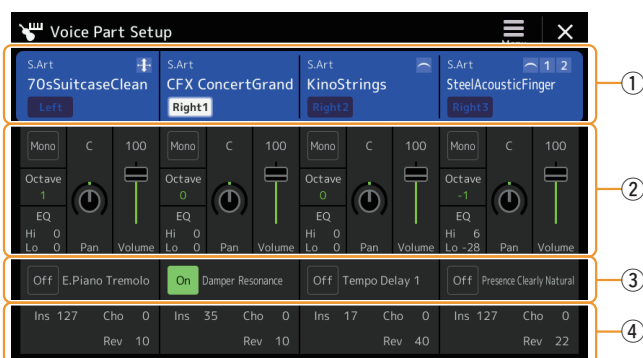 Voice Part Setup
Menu
S.Art S.Art S.Art S.Art 1 2
70sSuitcaseClean CFX ConcertGrand KinoStrings SteelAcousticFinger
Left Right1 Right2 Right3
①
Mono C 100 Mono C 100 Mono C 100 Mono C 100
Octave Octave Octave Octave
1 0 0 -1
②
EQ EQ EQ EQ
Hi 0 Hi 0 Hi 0 Hi 6
Lo 0 Pan Volume Lo 0 Pan Volume Lo 0 Pan Volume Lo -28 Pan Volume
Off E.Piano Tremolo On Damper Resonance Off Tempo Delay 1 Off Presence Clearly Natural
③
Ins 127 Cho 0 Ins 35 Cho 0 Ins 17 Cho 0 Ins 127 Cho 0
④
Rev 10 Rev 10 Rev 40 Rev 22